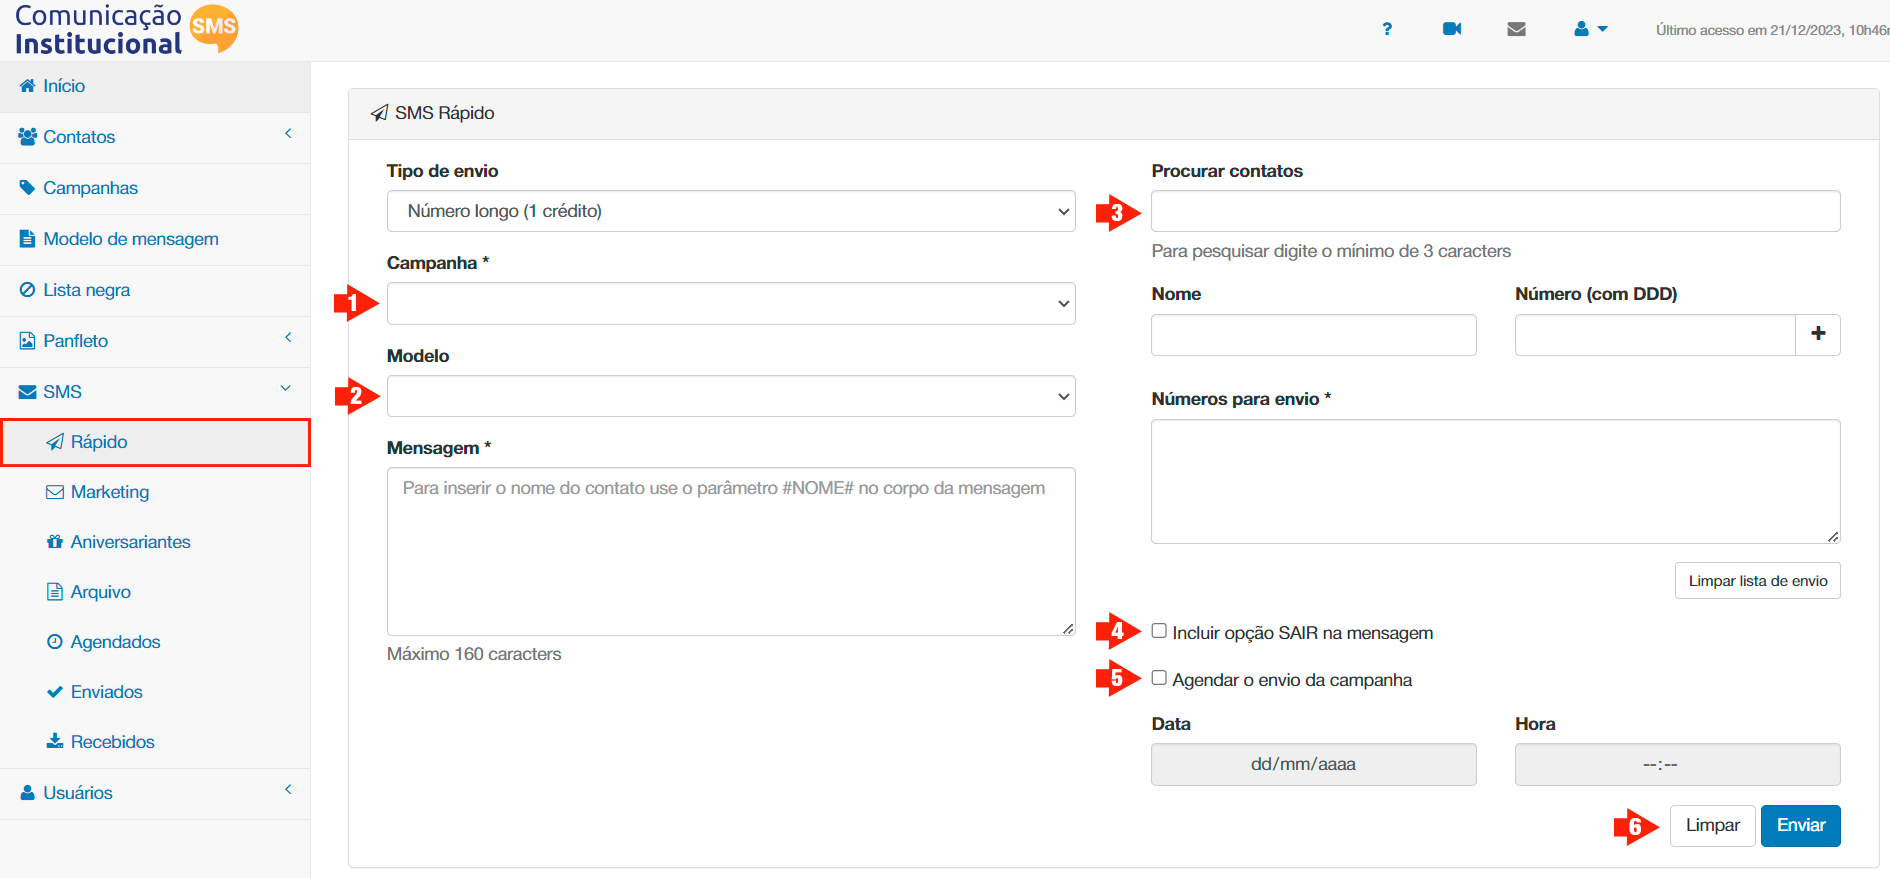 Comunicação
Institucional
SMS
?
Último acesso em 21/12/2023, 10h46
Início
Contatos
Campanhas
Modelo de mensagem
Lista negra
Panfleto
SMS
Rápido
Marketing
Aniversariantes
Arquivo
Agendados
Enviados
Recebidos
Usuários
SMS Rápido
Tipo de envio
Número longo (1 crédito)
Campanha *
1
Modelo
2
Mensagem *
Para inserir o nome do contato use o parâmetro #NOME# no corpo da mensagem
Máximo 160 caracters
Procurar contatos
3
Para pesquisar digite o mínimo de 3 caracters
Nome
Número (com DDD)
+
Números para envio *
Limpar lista de envio
4
Incluir opção SAIR na mensagem
5
Agendar o envio da campanha
Data
Hora
dd/mm/aaaa
--:--
6
Limpar
Enviar